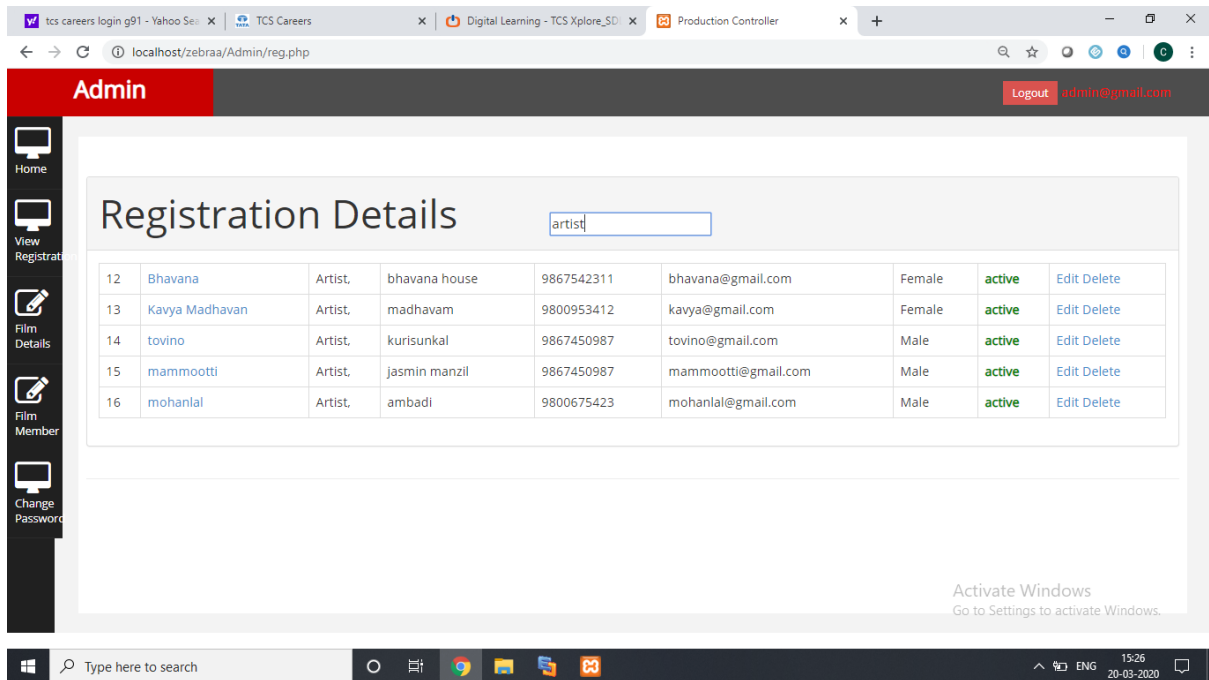 tcs careers login g91 - Yahoo Sea TCS Careers Digital Learning - TCS Xplore_SDI Production Controller
localhost/zebraa/Admin/reg.php
C
Admin Logout admin@gmail.com
Home
View
Registrati
Film
Details
Film
Member
Change
Password
Registration Details artist
12 Bhavana Artist, bhavana house 9867542311 bhavana@gmail.com Female active Edit Delete
13 Kavya Madhavan Artist, madhavam 9800953412 kavya@gmail.com Female active Edit Delete
14 tovino Artist, kurisunkal 9867450987 tovino@gmail.com Male active Edit Delete
15 mammootti Artist, jasmin manzil 9867450987 mammootti@gmail.com Male active Edit Delete
16 mohanlal Artist, ambadi 9800675423 mohanlal@gmail.com Male active Edit Delete
Activate Windows
Go to Settings to activate Windows.
Type here to search ENG 15:26
20-03-2020